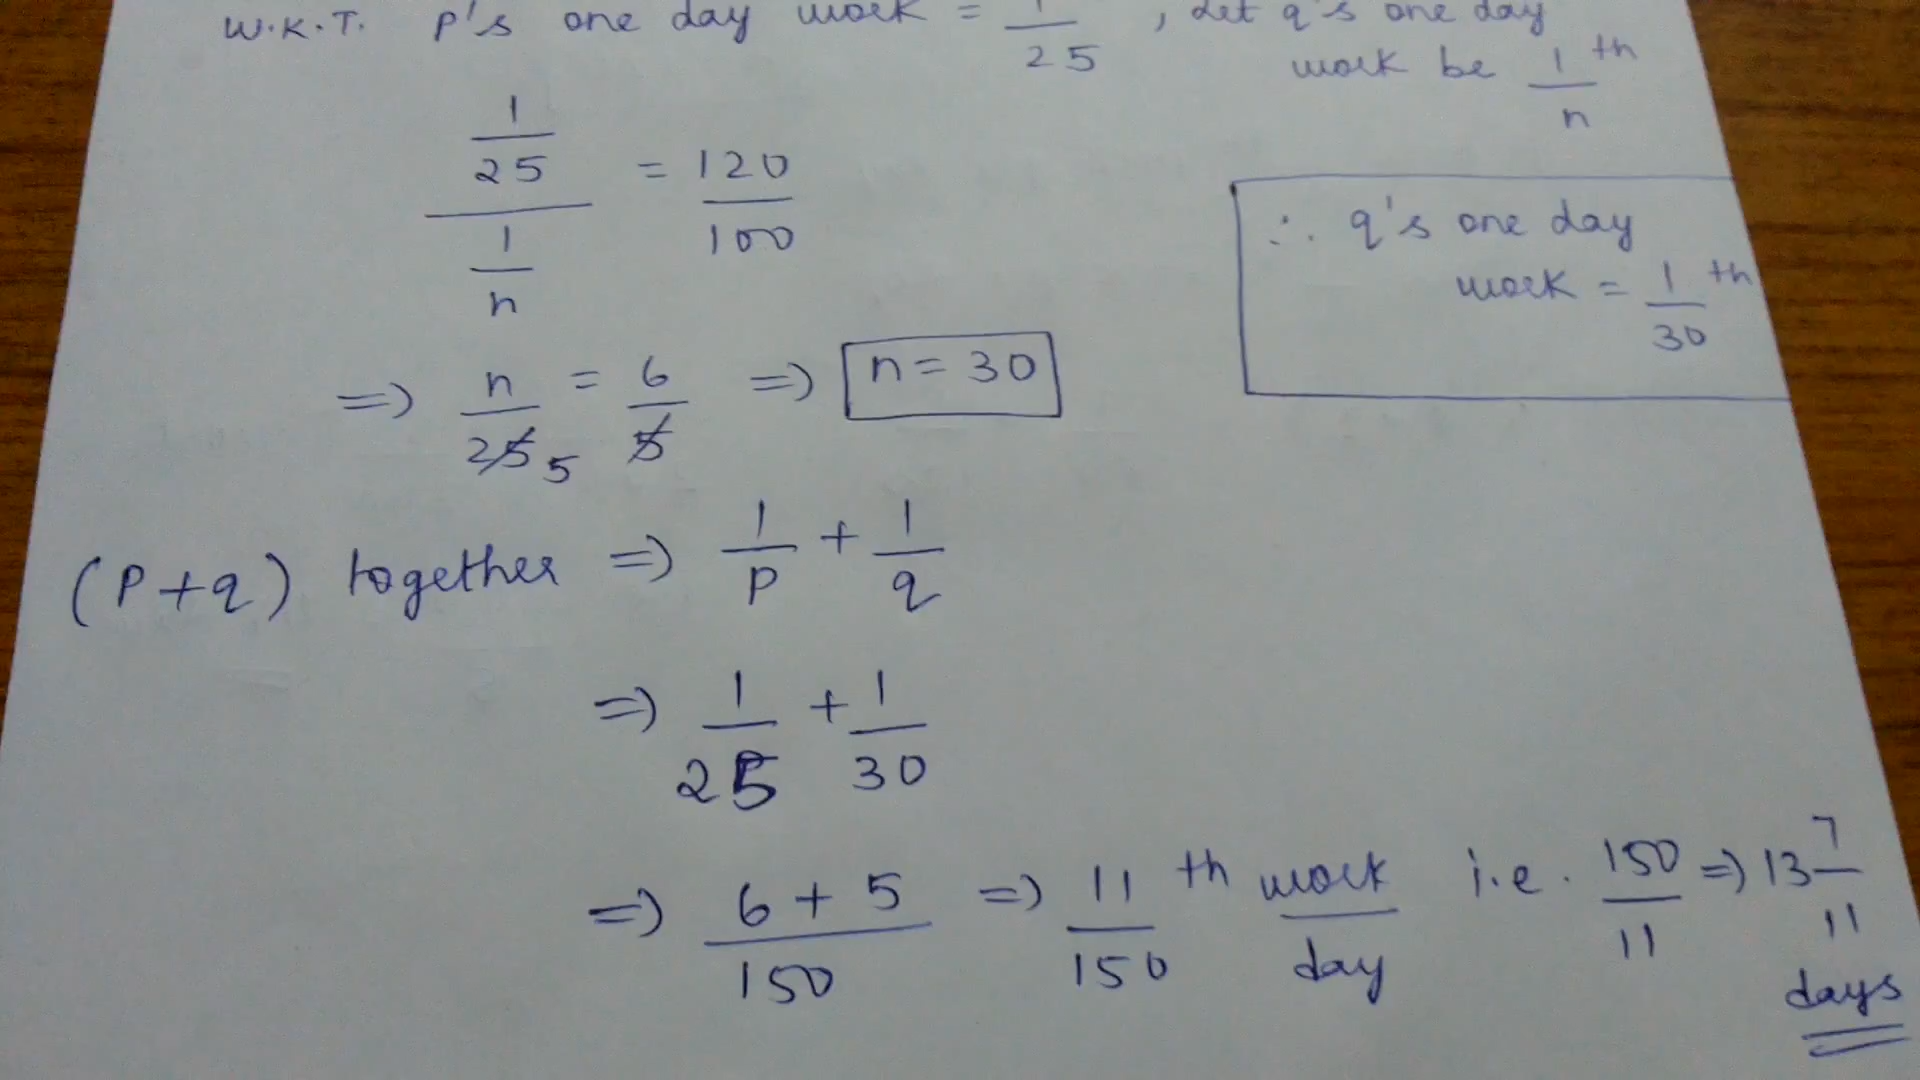 W.K.T. p's one day work = 1/25 , Let q's one day
work be 1/n th
(1/25)/(1/n) = 120/100
∴ q's one day
work = 1/30 th
=> n/25 5 = 6/5 => n = 30
(P+q) together => 1/p + 1/q
=> 1/25 + 1/30
=> (6 + 5)/150 => 11/150 th work/day i.e. 150/11 => 13 7/11
days